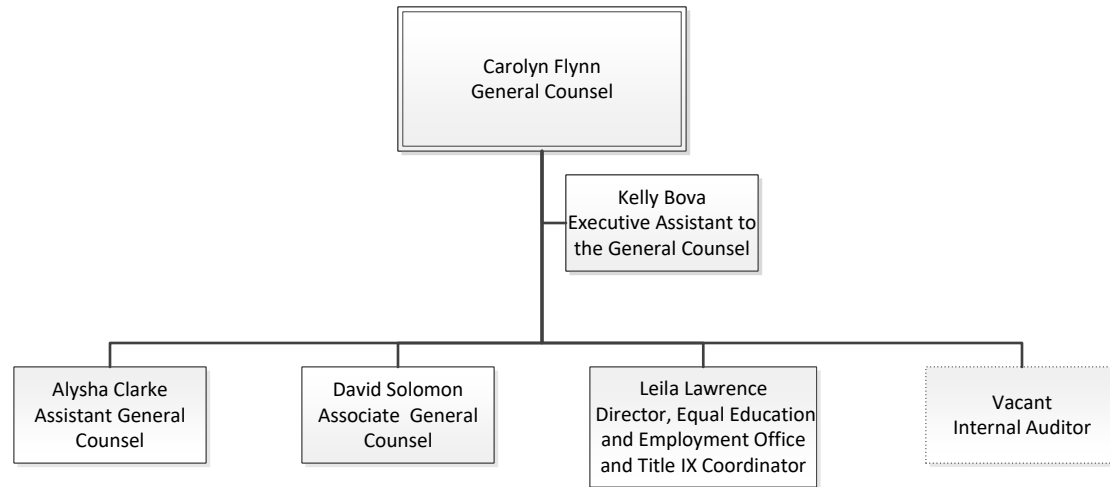 Carolyn Flynn
General Counsel
Kelly Bova
Executive Assistant to
the General Counsel
Alysha Clarke
Assistant General
Counsel
David Solomon
Associate  General
Counsel
Leila Lawrence
Director, Equal Education
and Employment Office
and Title IX Coordinator
Vacant
Internal Auditor